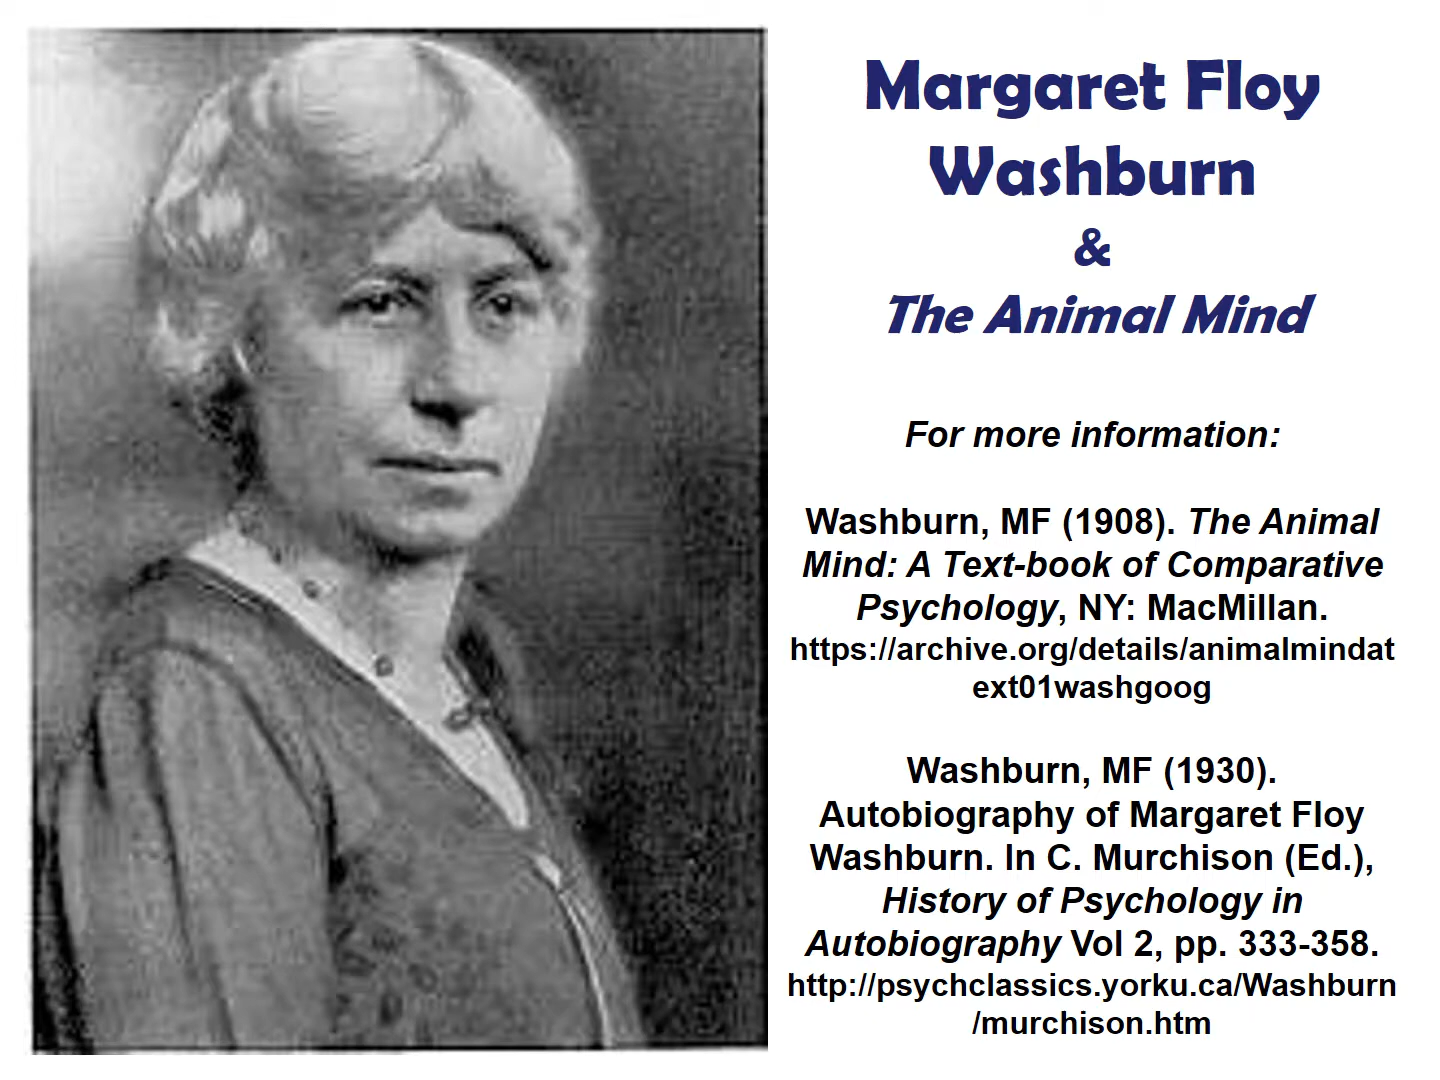 Margaret Floy
Washburn
&
The Animal Mind
For more information:
Washburn, MF (1908). The Animal
Mind: A Text-book of Comparative
Psychology, NY: MacMillan.
https://archive.org/details/animalmindat
ext01washgoog
Washburn, MF (1930).
Autobiography of Margaret Floy
Washburn. In C. Murchison (Ed.),
History of Psychology in
Autobiography Vol 2, pp. 333-358.
http://psychclassics.yorku.ca/Washburn
/murchison.htm